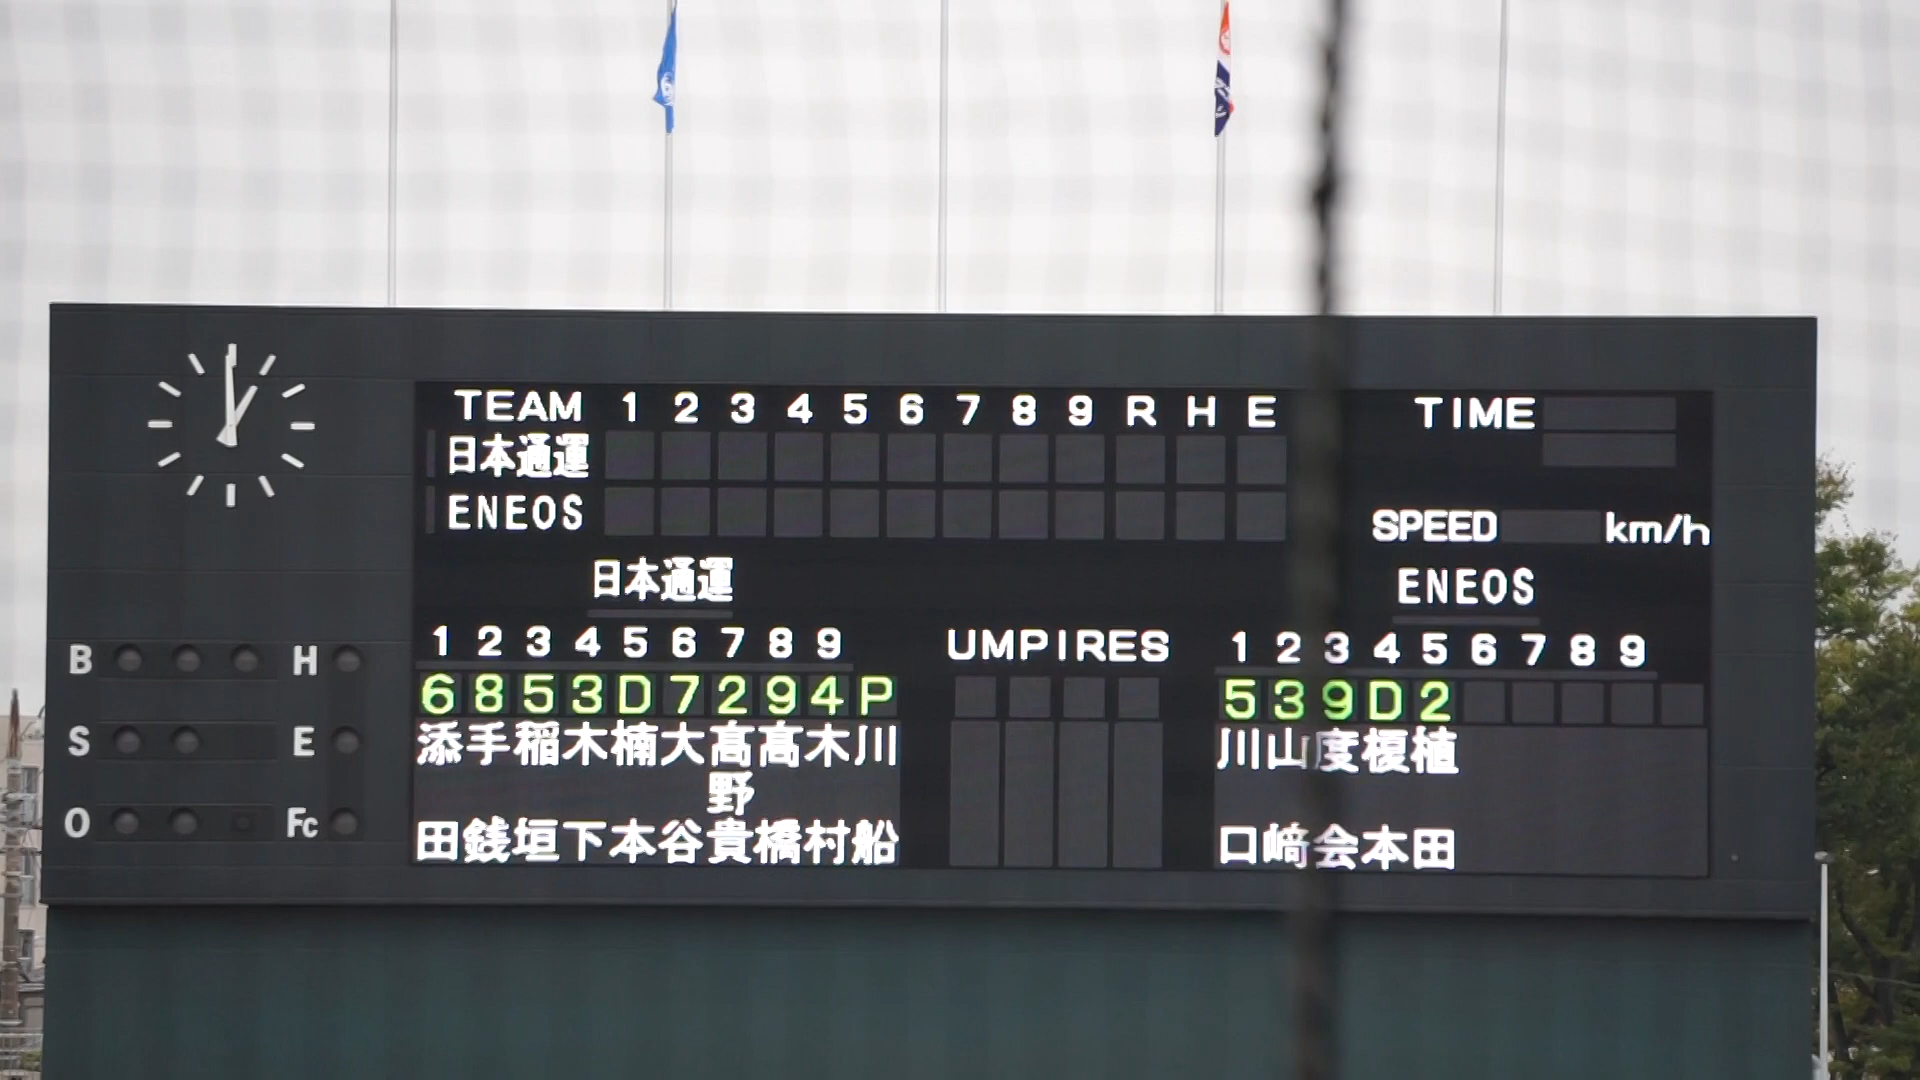 TEAM 1 2 3 4 5 6 7 8 9 R H E
日本通運
ENEOS
TIME
SPEED km/h
日本通運
1 2 3 4 5 6 7 8 9
6 8 5 3 D 7 2 9 4 P
添田
手銭
稲垣
木下
楠本
大谷
髙野貴
髙橋
木村
川船
UMPIRES
ENEOS
1 2 3 4 5 6 7 8 9
5 3 9 D 2
川口
山﨑
度会
榎本
植田
B H
S E
O Fc